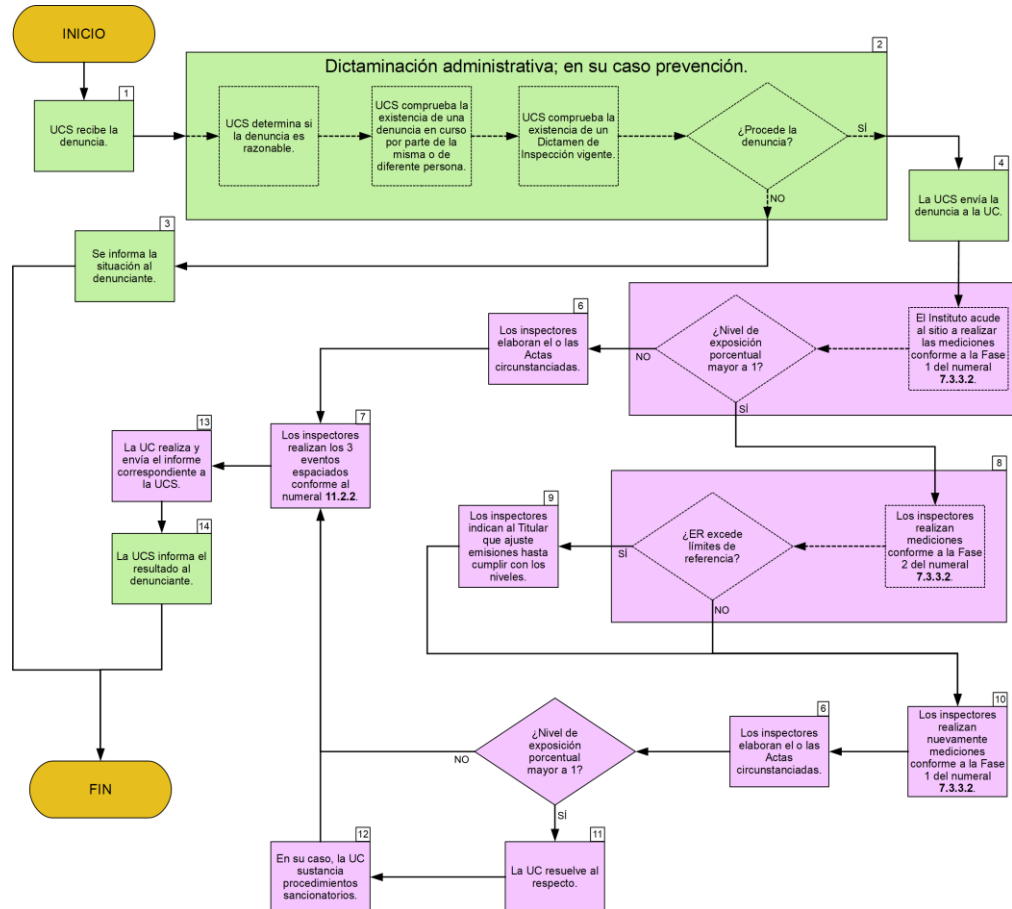 INICIO
1
UCS recibe la
denuncia.
2
Dictaminación administrativa; en su caso prevención.
UCS determina si
la denuncia es
razonable.
UCS comprueba la
existencia de una
denuncia en curso
por parte de la
misma o de
diferente persona.
UCS comprueba la
existencia de un
Dictamen de
Inspección vigente.
¿Procede la
denuncia?
SÍ
NO
3
Se informa la
situación al
denunciante.
4
La UCS envía la
denuncia a la UC.
El Instituto acude
al sitio a realizar
las mediciones
conforme a la Fase
1 del numeral
7.3.3.2.
¿Nivel de
exposición
porcentual
mayor a 1?
NO
SÍ
6
Los inspectores
elaboran el o las
Actas
circunstanciadas.
7
Los inspectores
realizan los 3
eventos
espaciados
conforme al
numeral 11.2.2.
13
La UC realiza y
envía el informe
correspondiente a
la UCS.
14
La UCS informa el
resultado al
denunciante.
8
Los inspectores
realizan
mediciones
conforme a la Fase
2 del numeral
7.3.3.2.
¿ER excede
límites de
referencia?
SÍ
NO
9
Los inspectores
indican al Titular
que ajuste
emisiones hasta
cumplir con los
niveles.
10
Los inspectores
realizan
nuevamente
mediciones
conforme a la Fase
1 del numeral
7.3.3.2.
6
Los inspectores
elaboran el o las
Actas
circunstanciadas.
¿Nivel de
exposición
porcentual
mayor a 1?
NO
SÍ
11
La UC resuelve al
respecto.
12
En su caso, la UC
sustancia
procedimientos
sancionatorios.
FIN